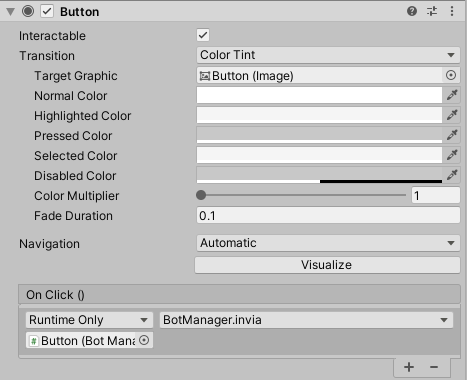 Button
Interactable
Transition Color Tint
Target Graphic Button (Image)
Normal Color
Highlighted Color
Pressed Color
Selected Color
Disabled Color
Color Multiplier 1
Fade Duration 0.1
Navigation Automatic
Visualize
On Click ()
Runtime Only BotManager.invia
# Button (Bot Mana